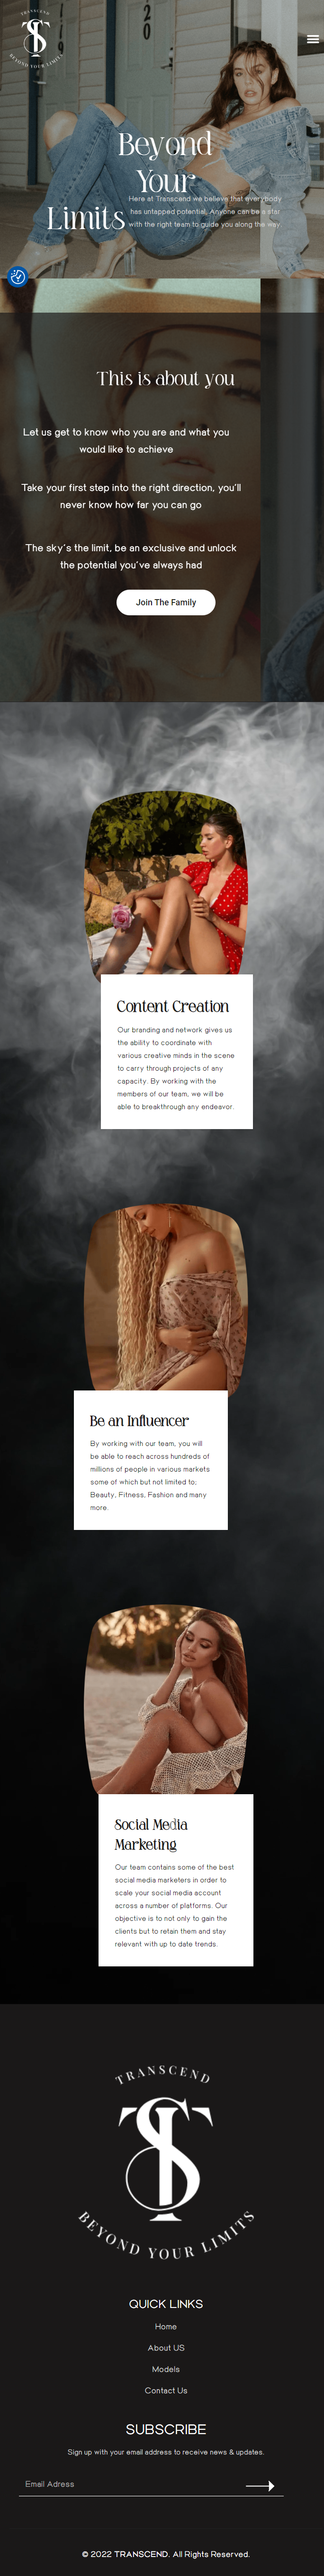 TRANSCEND
TS
BEYOND YOUR LIMITS
120
Beyond
Your
Limits
Here at Transcend we believe that everybody
has untapped potential, Anyone can be a star
with the right team to guide you along the way.
This is about you
Let us get to know who you are and what you
would like to achieve
Take your first step into the right direction, you'll
never know how far you can go
The sky's the limit, be an exclusive and unlock
the potential you've always had
Join The Family
Content Creation
Our branding and network gives us
the ability to coordinate with
various creative minds in the scene
to carry through projects of any
capacity. By working with the
members of our team, we will be
able to breakthrough any endeavor.
Be an Influencer
By working with our team, you will
be able to reach across hundreds of
millions of people in various markets
some of which but not limited to;
Beauty, Fitness, Fashion and many
more.
Social Media
Marketing
Our team contains some of the best
social media marketers in order to
scale your social media account
across a number of platforms. Our
objective is to not only to gain the
clients but to retain them and stay
relevant with up to date trends.
TRANSCEND
TS
BEYOND YOUR LIMITS
QUICK LINKS
Home
About US
Models
Contact Us
SUBSCRIBE
Sign up with your email address to receive news & updates.
Email Adress
© 2022 TRANSCEND. All Rights Reserved.